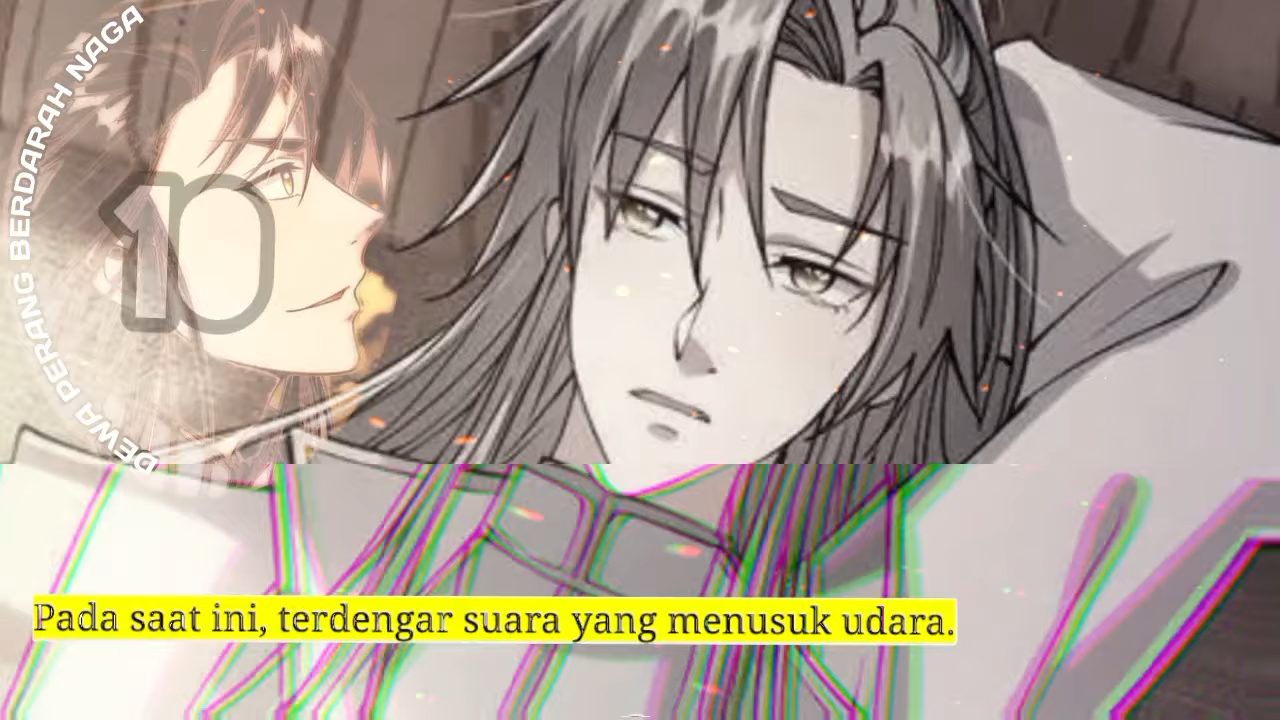 DEWA PERANG BERDARAH NAGA
10
Pada saat ini, terdengar suara yang menusuk udara.